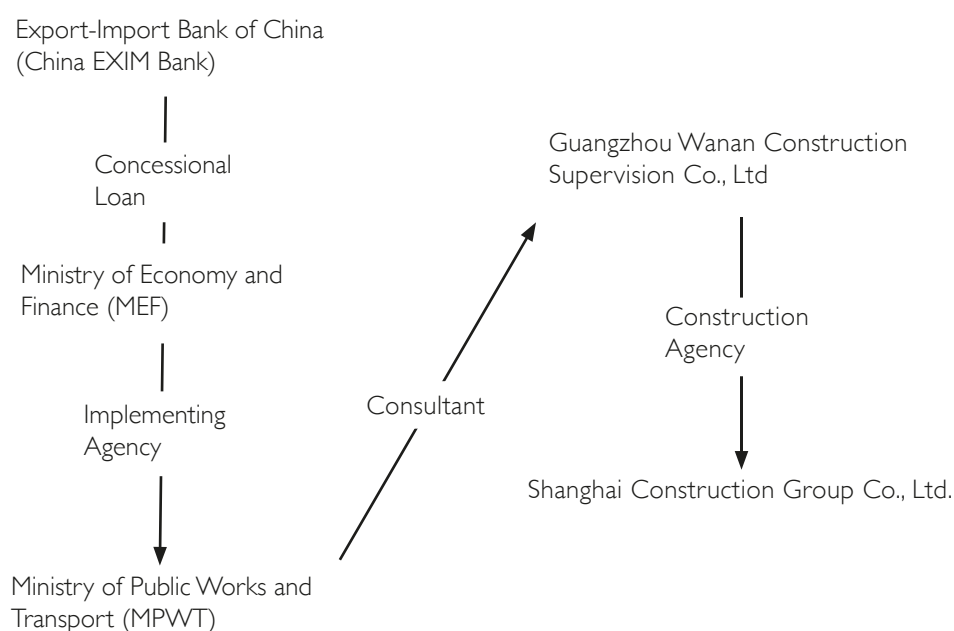 Export-Import Bank of China
(China EXIM Bank)
Concessional
Loan
Ministry of Economy and
Finance (MEF)
Implementing
Agency
Ministry of Public Works and
Transport (MPWT)
Consultant
Guangzhou Wanan Construction
Supervision Co., Ltd
Construction
Agency
Shanghai Construction Group Co., Ltd.